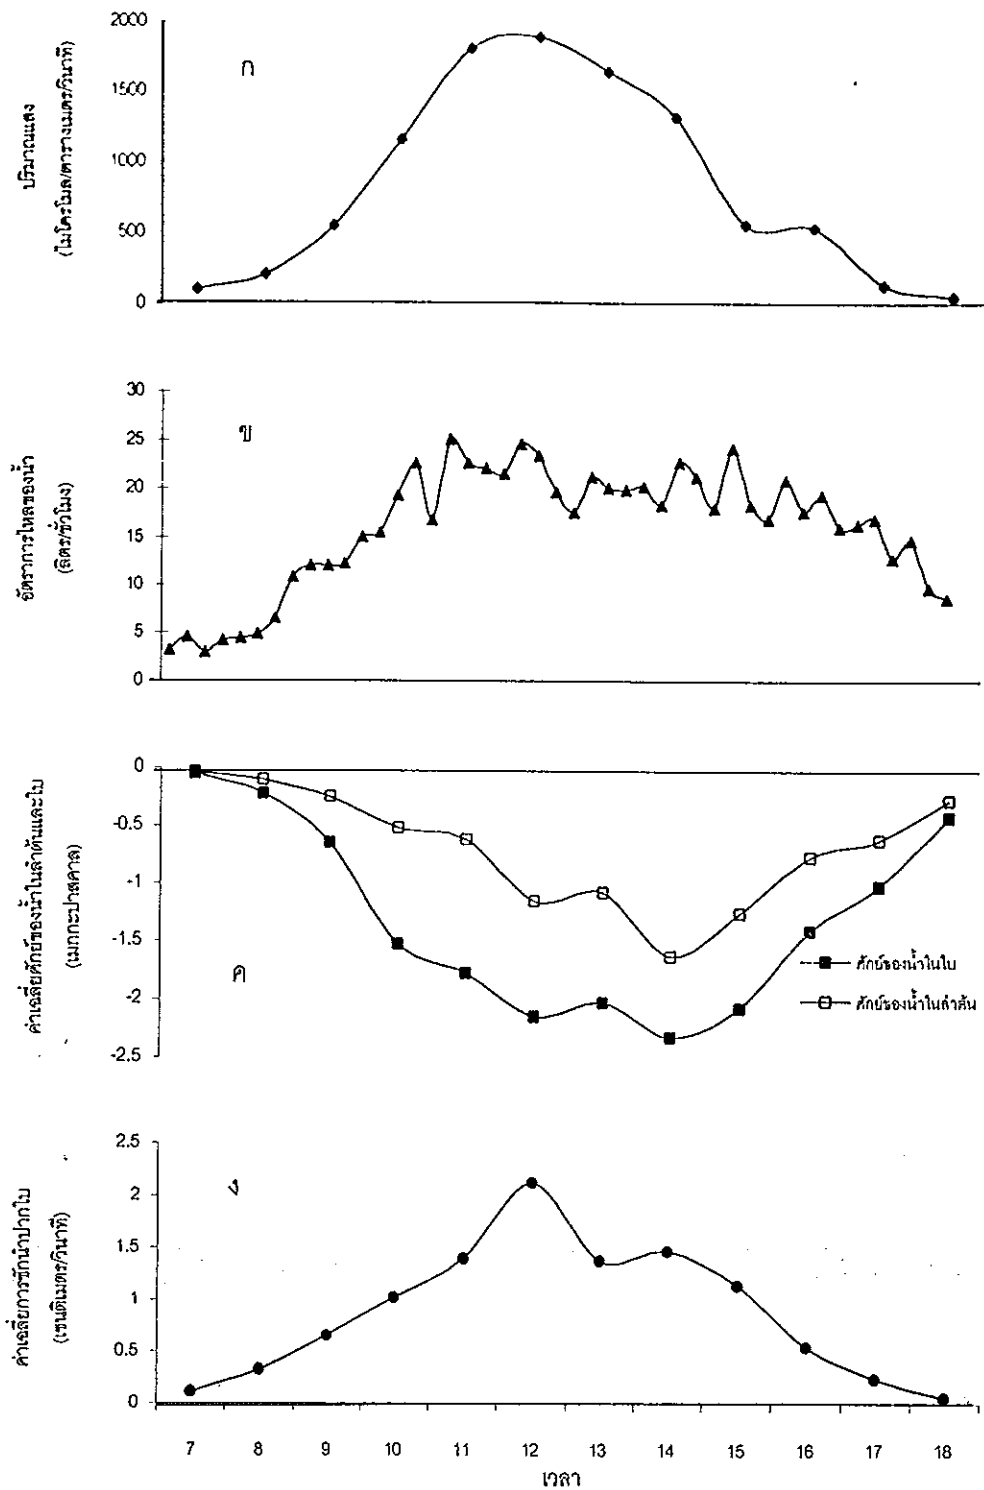 ปริมาณแสง
(ไมโครโมล/ตารางเมตร/วินาที)
2000
1500
1000
500
0
ก
อัตราการไหลของน้ำ
(ลิตร/ชั่วโมง)
30
25
20
15
10
5
0
ข
ค่าเฉลี่ยศักย์ของน้ำในลำต้นและใบ
(เมกกะปาสคาล)
0
-0.5
-1
-1.5
-2
-2.5
ค
ศักย์ของน้ำในใบ
ศักย์ของน้ำในลำต้น
ค่าเฉลี่ยการชักนำปากใบ
(เซนติเมตร/วินาที)
2.5
2
1.5
1
0.5
0
ง
7 8 9 10 11 12 13 14 15 16 17 18
เวลา